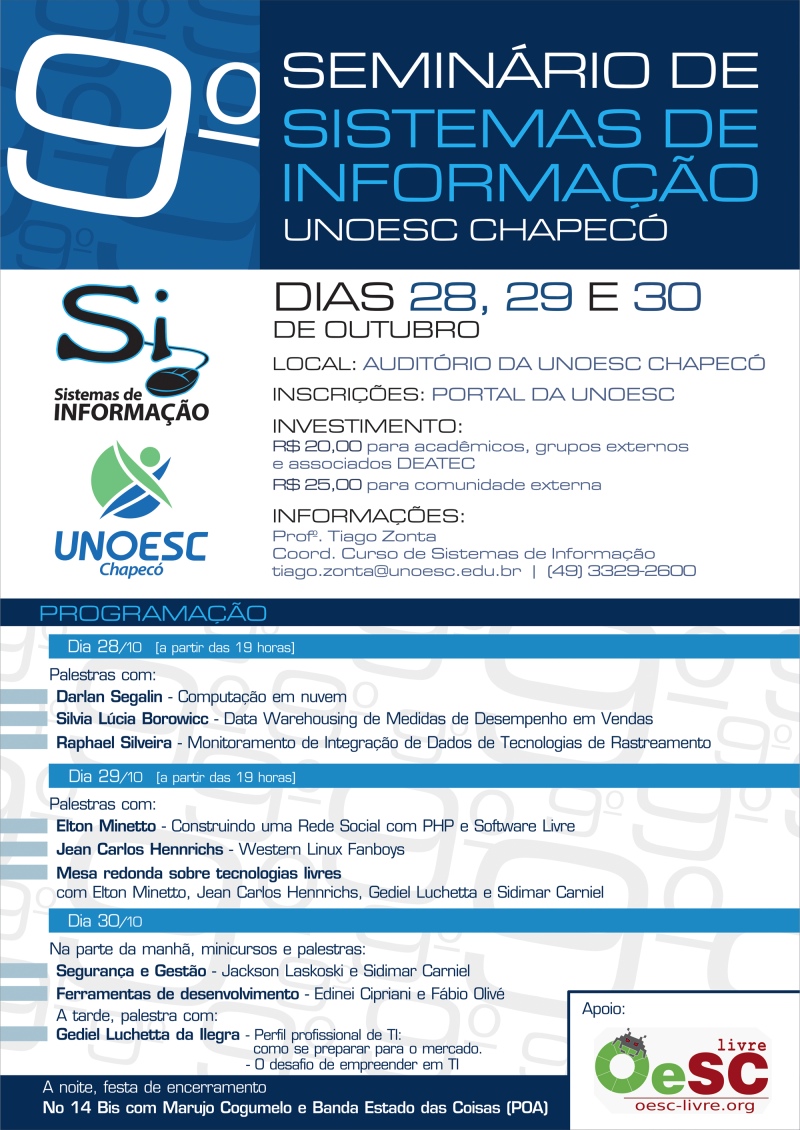 9º
SEMINÁRIO DE
SISTEMAS DE
INFORMAÇÃO
UNOESC CHAPECÓ
Si
Sistemas de
INFORMAÇÃO
UNOESC
Chapecó
DIAS 28, 29 E 30
DE OUTUBRO
LOCAL: AUDITÓRIO DA UNOESC CHAPECÓ
INSCRIÇÕES: PORTAL DA UNOESC
INVESTIMENTO:
R$ 20,00 para acadêmicos, grupos externos
e associados DEATEC
R$ 25,00 para comunidade externa
INFORMAÇÕES:
Profº. Tiago Zonta
Coord. Curso de Sistemas de Informação
tiago.zonta@unoesc.edu.br | (49) 3329-2600
PROGRAMAÇÃO
Dia 28/10 [a partir das 19 horas]
Palestras com:
Darlan Segalin - Computação em nuvem
Silvia Lúcia Borowicc - Data Warehousing de Medidas de Desempenho em Vendas
Raphael Silveira - Monitoramento de Integração de Dados de Tecnologias de Rastreamento
Dia 29/10 [a partir das 19 horas]
Palestras com:
Elton Minetto - Construindo uma Rede Social com PHP e Software Livre
Jean Carlos Hennrichs - Western Linux Fanboys
Mesa redonda sobre tecnologias livres
com Elton Minetto, Jean Carlos Hennrichs, Gediel Luchetta e Sidimar Carniel
Dia 30/10
Na parte da manhã, minicursos e palestras:
Segurança e Gestão - Jackson Laskoski e Sidimar Carniel
Ferramentas de desenvolvimento - Edinei Cipriani e Fábio Olivé
A tarde, palestra com:
Gediel Luchetta da Ilegra - Perfil profissional de TI:
como se preparar para o mercado.
- O desafio de empreender em TI
A noite, festa de encerramento
No 14 Bis com Marujo Cogumelo e Banda Estado das Coisas (POA)
Apoio:
livre
OeSC
oesc-livre.org